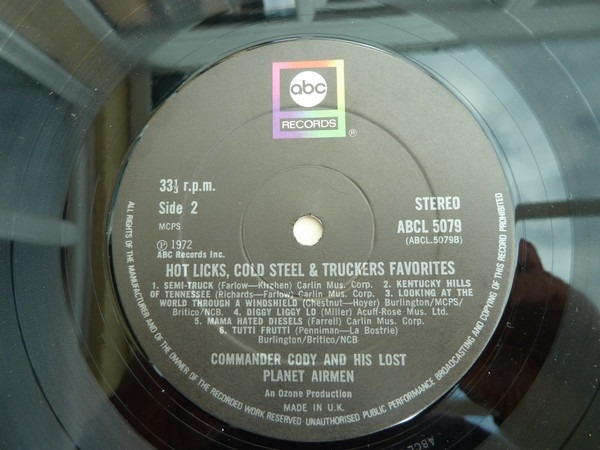 abc
RECORDS
®
33⅓ r.p.m.
Side 2
MCPS
℗ 1972
ABC Records Inc.
STEREO
ABCL 5079
(ABCL.5079B)
HOT LICKS, COLD STEEL & TRUCKERS FAVORITES
1. SEMI-TRUCK (Farlow—Kirchen) Carlin Mus. Corp. 2. KENTUCKY HILLS
OF TENNESSEE (Richards—Farlow) Carlin Mus. Corp. 3. LOOKING AT THE
WORLD THROUGH A WINDSHIELD (Chestnut—Hoyer) Burlington/MCPS/
Britico/NCB. 4. DIGGY LIGGY LO (Miller) Acuff-Rose Mus. Ltd.
5. MAMA HATED DIESELS (Farrell) Carlin Mus. Corp.
6. TUTTI FRUTTI (Penniman—La Bostrie)
Burlington/Britico/NCB
COMMANDER CODY AND HIS LOST
PLANET AIRMEN
An Ozone Production
MADE IN U.K.
ALL RIGHTS OF THE MANUFACTURER AND OF THE OWNER OF THE RECORDED WORK RESERVED UNAUTHORISED PUBLIC PERFORMANCE BROADCASTING AND COPYING OF THIS RECORD PROHIBITED
ABCL